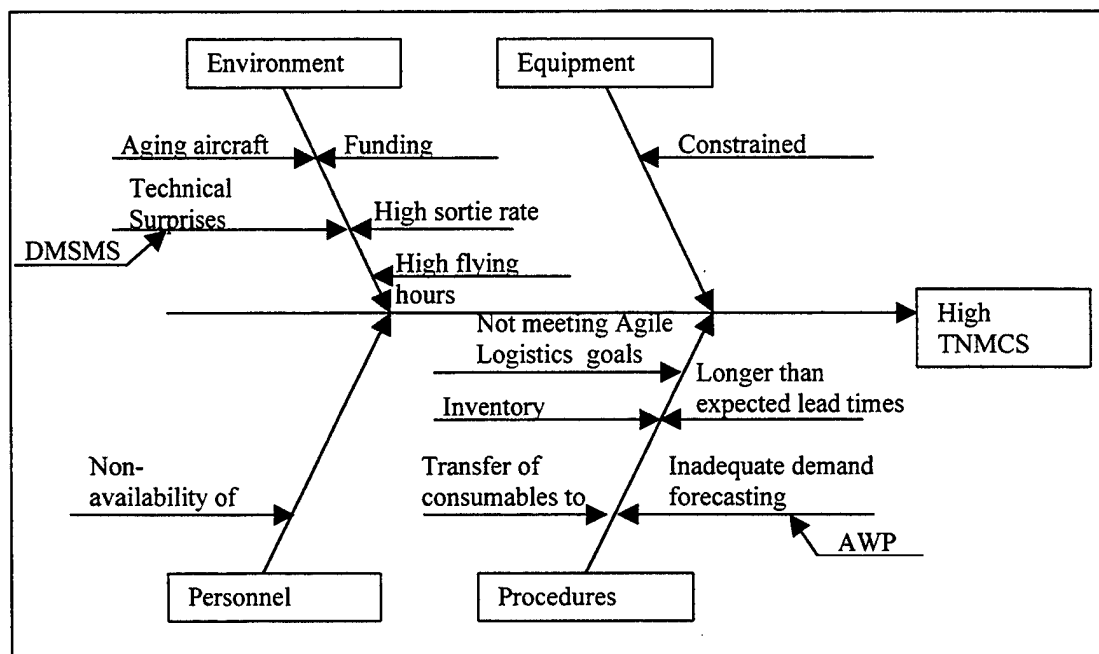 Environment
Equipment
Aging aircraft
Funding
Constrained
Technical
Surprises
High sortie rate
DMSMS
High flying
hours
High
TNMCS
Not meeting Agile
Logistics goals
Longer than
expected lead times
Inventory
Non-
availability of
Transfer of
consumables to
Inadequate demand
forecasting
AWP
Personnel
Procedures